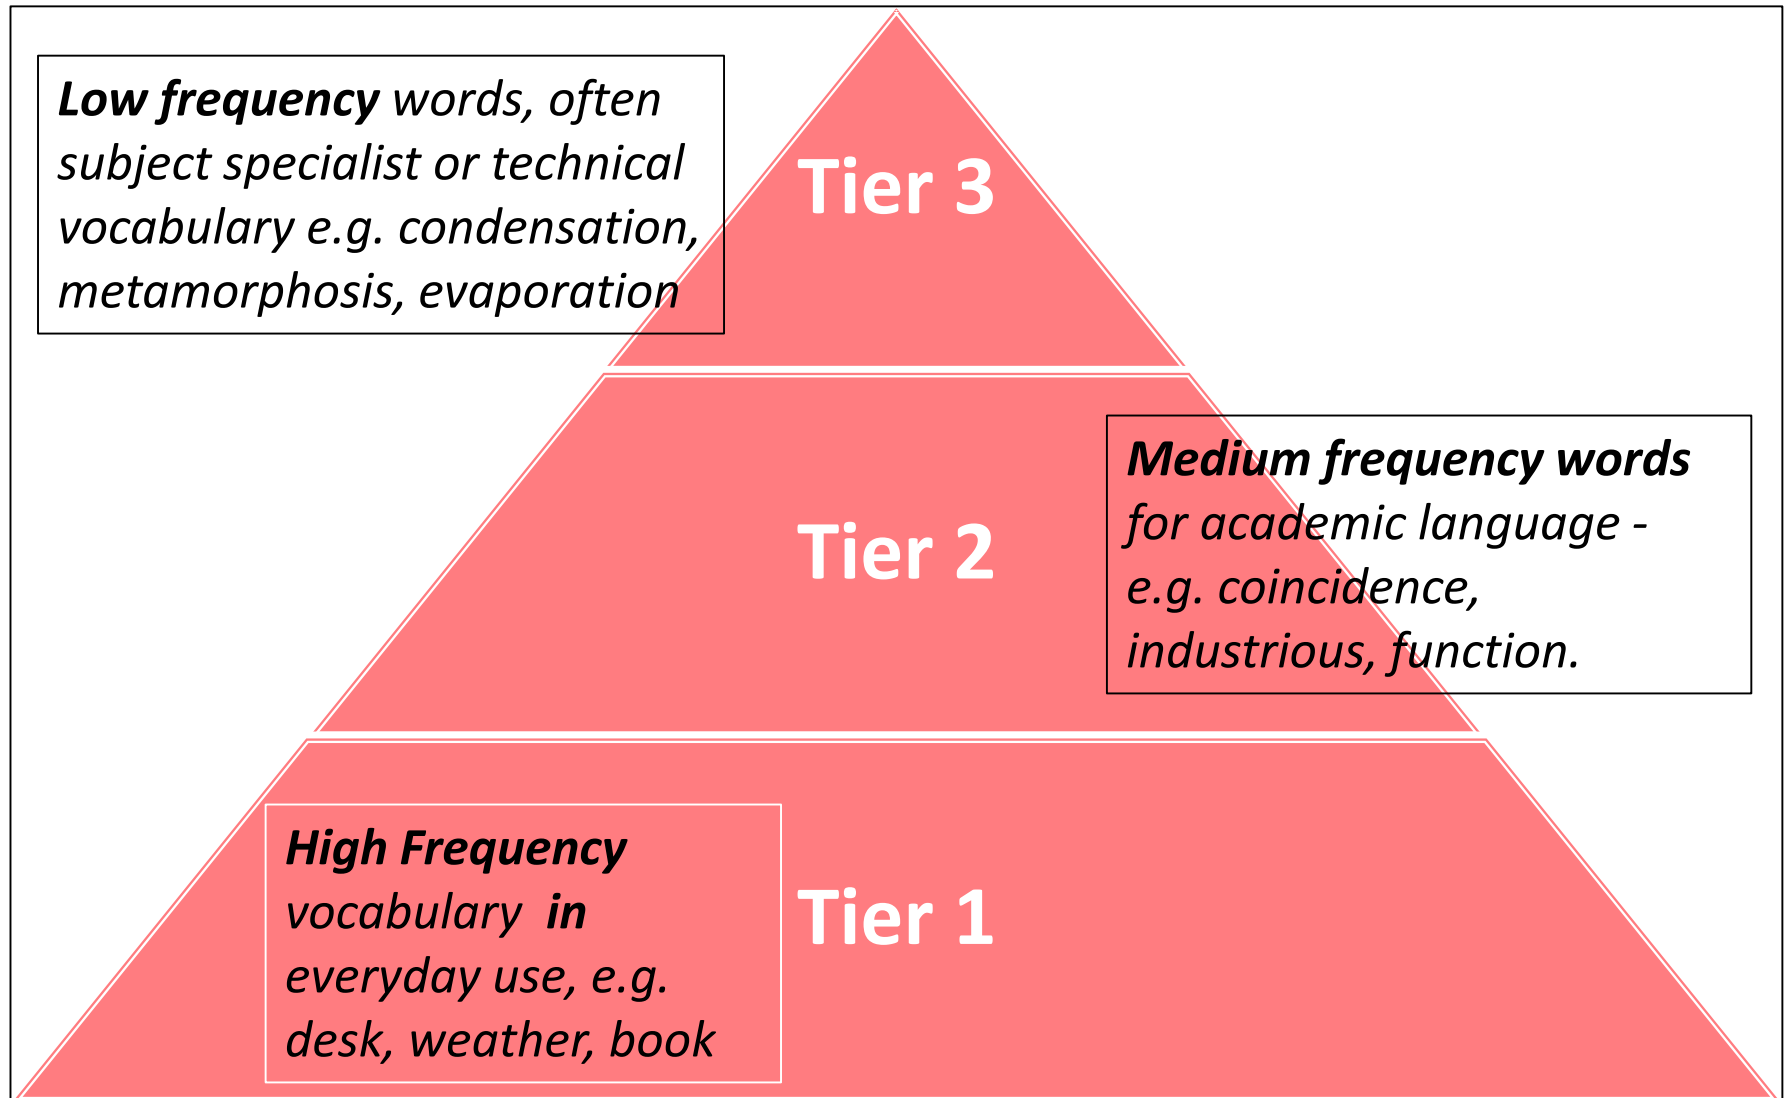 Low frequency words, often
subject specialist or technical
vocabulary e.g. condensation,
metamorphosis, evaporation
Tier 3
Medium frequency words
for academic language -
e.g. coincidence,
industrious, function.
Tier 2
High Frequency
vocabulary  in
everyday use, e.g.
desk, weather, book
Tier 1